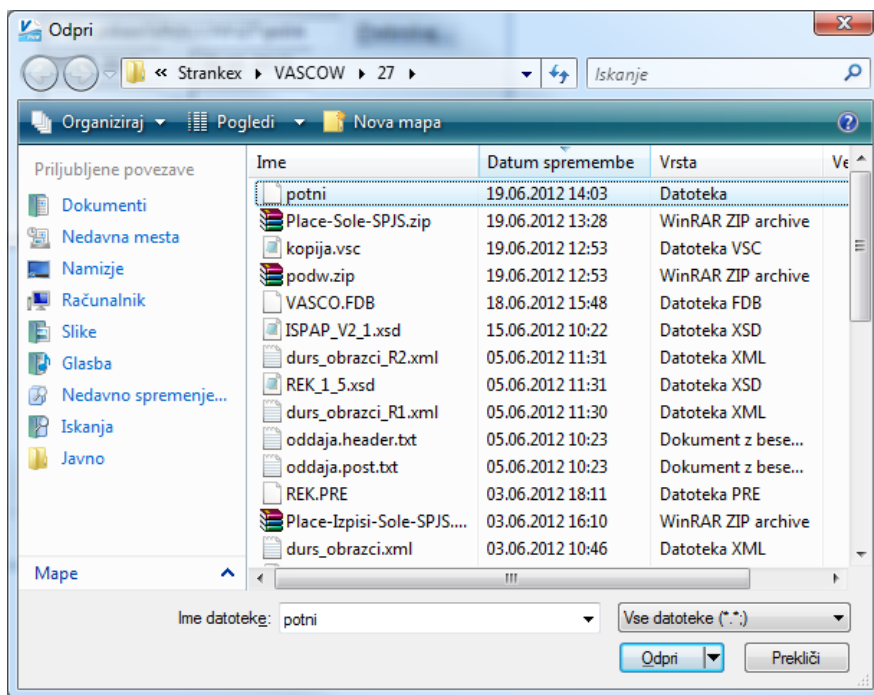 Odpri
« Strankex ▸ VASCOW ▸ 27 ▸ Iskanje
Organiziraj Pogledi Nova mapa
Priljubljene povezave
Dokumenti
Nedavna mesta
Namizje
Računalnik
Slike
Glasba
Nedavno spremenje...
Iskanja
Javno
Mape
Ime Datum spremembe Vrsta Ve
potni 19.06.2012 14:03 Datoteka
Place-Sole-SPJS.zip 19.06.2012 13:28 WinRAR ZIP archive
kopija.vsc 19.06.2012 12:53 Datoteka VSC
podw.zip 19.06.2012 12:53 WinRAR ZIP archive
VASCO.FDB 18.06.2012 15:48 Datoteka FDB
ISPAP_V2_1.xsd 15.06.2012 10:22 Datoteka XSD
durs_obrazci_R2.xml 05.06.2012 11:31 Datoteka XML
REK_1_5.xsd 05.06.2012 11:31 Datoteka XSD
durs_obrazci_R1.xml 05.06.2012 11:30 Datoteka XML
oddaja.header.txt 05.06.2012 10:23 Dokument z bese...
oddaja.post.txt 05.06.2012 10:23 Dokument z bese...
REK.PRE 03.06.2012 18:11 Datoteka PRE
Place-Izpisi-Sole-SPJS.... 03.06.2012 16:10 WinRAR ZIP archive
durs_obrazci.xml 03.06.2012 10:46 Datoteka XML
Ime datoteke: potni Vse datoteke (*.*;)
Odpri Prekliči